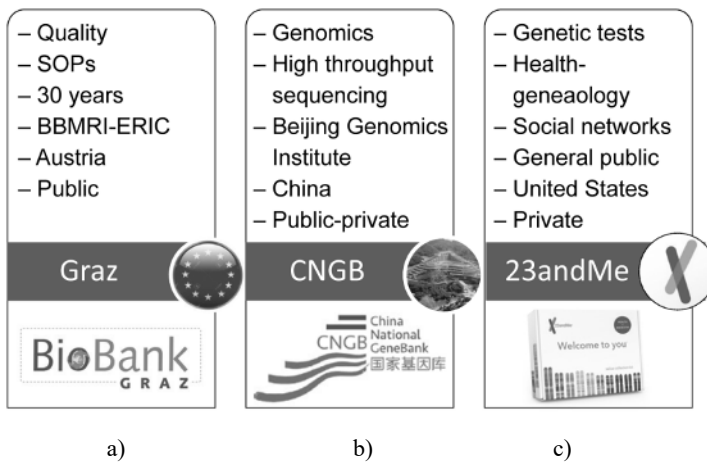 – Quality
– SOPs
– 30 years
– BBMRI-ERIC
– Austria
– Public
Graz
BioBank
GRAZ
a)
– Genomics
– High throughput
sequencing
– Beijing Genomics
Institute
– China
– Public-private
CNGB
CNGB
China
National
GeneBank
国家基因库
b)
– Genetic tests
– Health-
geneaology
– Social networks
– General public
– United States
– Private
23andMe
Welcome to you
c)